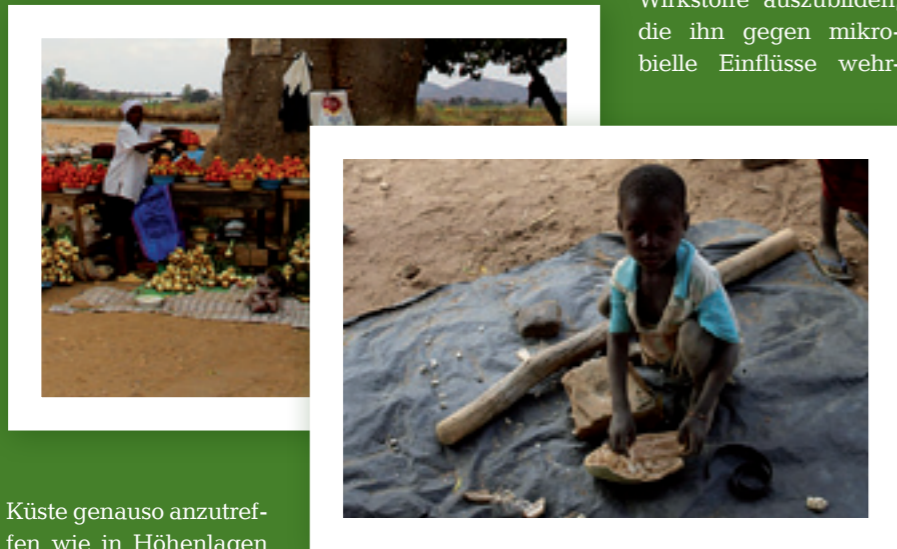 Wirkstoffe auszubilden,
die ihn gegen mikro-
bielle Einflüsse wehr-
Küste genauso anzutref-
fen wie in Höhenlagen